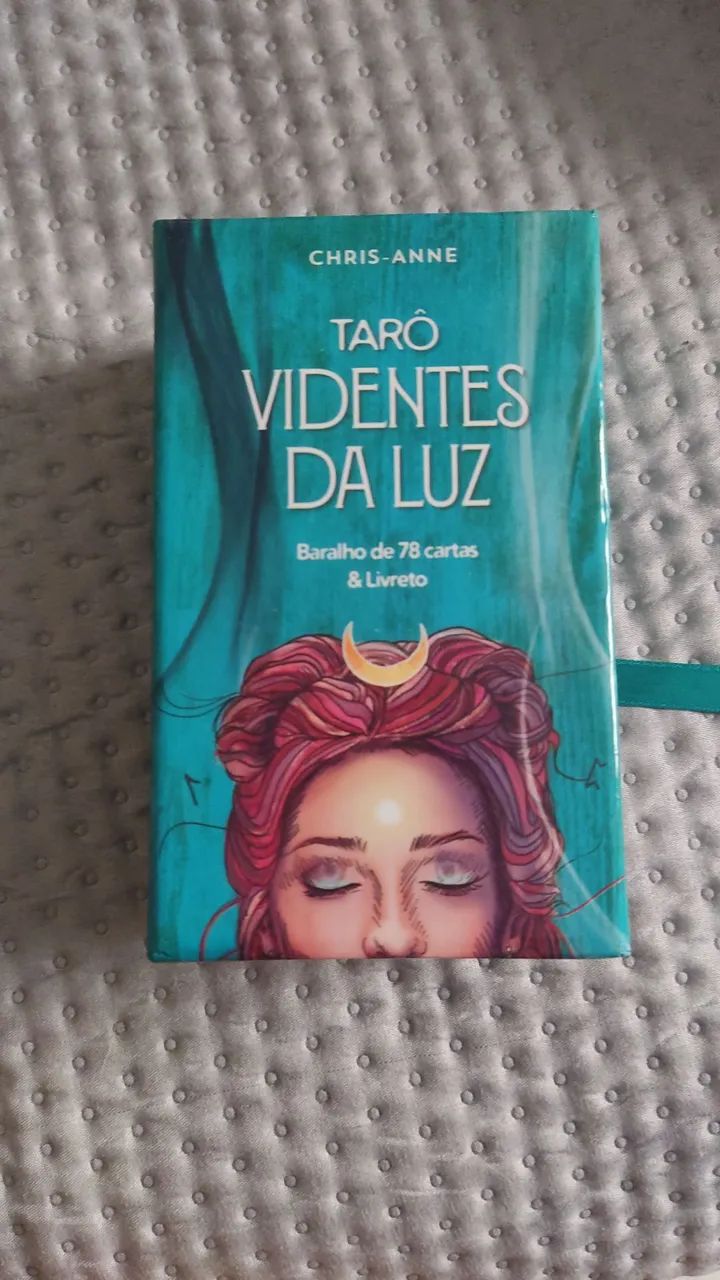 CHRIS-ANNE
TARÔ
VIDENTES
DA LUZ
Baralho de 78 cartas
& Livreto